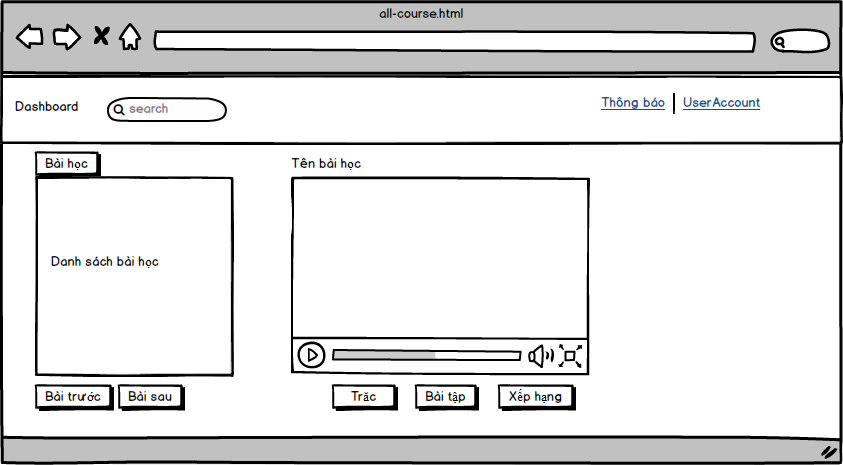 all-course.html
Dashboard
search
Thông báo
UserAccount
Bài học
Tên bài học
Danh sách bài học
Bài trước
Bài sau
Trăc
Bài tập
Xếp hạng